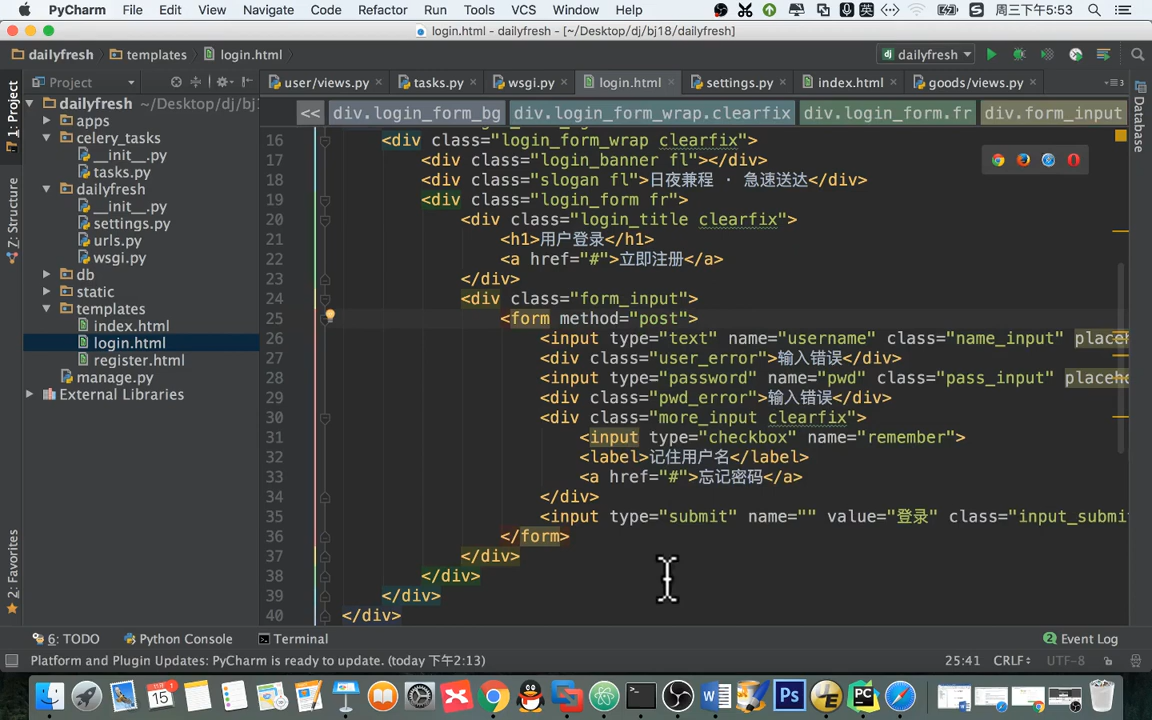 PyCharm File Edit View Navigate Code Refactor Run Tools VCS Window Help 英 周三下午5:53
login.html - dailyfresh - [~/Desktop/dj/bj18/dailyfresh]
dailyfresh templates login.html dailyfresh
Project user/views.py tasks.py wsgi.py login.html settings.py index.html goods/views.py
<< div.login_form_bg div.login_form_wrap.clearfix div.login_form.fr div.form_input
1: Project
7: Structure
2: Favorites
Database
dailyfresh ~/Desktop/dj/bj1
apps
celery_tasks
__init__.py
tasks.py
dailyfresh
__init__.py
settings.py
urls.py
wsgi.py
db
static
templates
index.html
login.html
register.html
manage.py
External Libraries
16 <div class="login_form_wrap clearfix">
17 <div class="login_banner fl"></div>
18 <div class="slogan fl">日夜兼程 · 急速送达</div>
19 <div class="login_form fr">
20 <div class="login_title clearfix">
21 <h1>用户登录</h1>
22 <a href="#">立即注册</a>
23 </div>
24 <div class="form_input">
25 <form method="post">
26 <input type="text" name="username" class="name_input" placeh
27 <div class="user_error">输入错误</div>
28 <input type="password" name="pwd" class="pass_input" placeho
29 <div class="pwd_error">输入错误</div>
30 <div class="more_input clearfix">
31 <input type="checkbox" name="remember">
32 <label>记住用户名</label>
33 <a href="#">忘记密码</a>
34 </div>
35 <input type="submit" name="" value="登录" class="input_submi
36 </form>
37 </div>
38 </div>
39 </div>
40 </div>
6: TODO Python Console Terminal 2 Event Log
Platform and Plugin Updates: PyCharm is ready to update. (today 下午2:13) 25:41 CRLF UTF-8